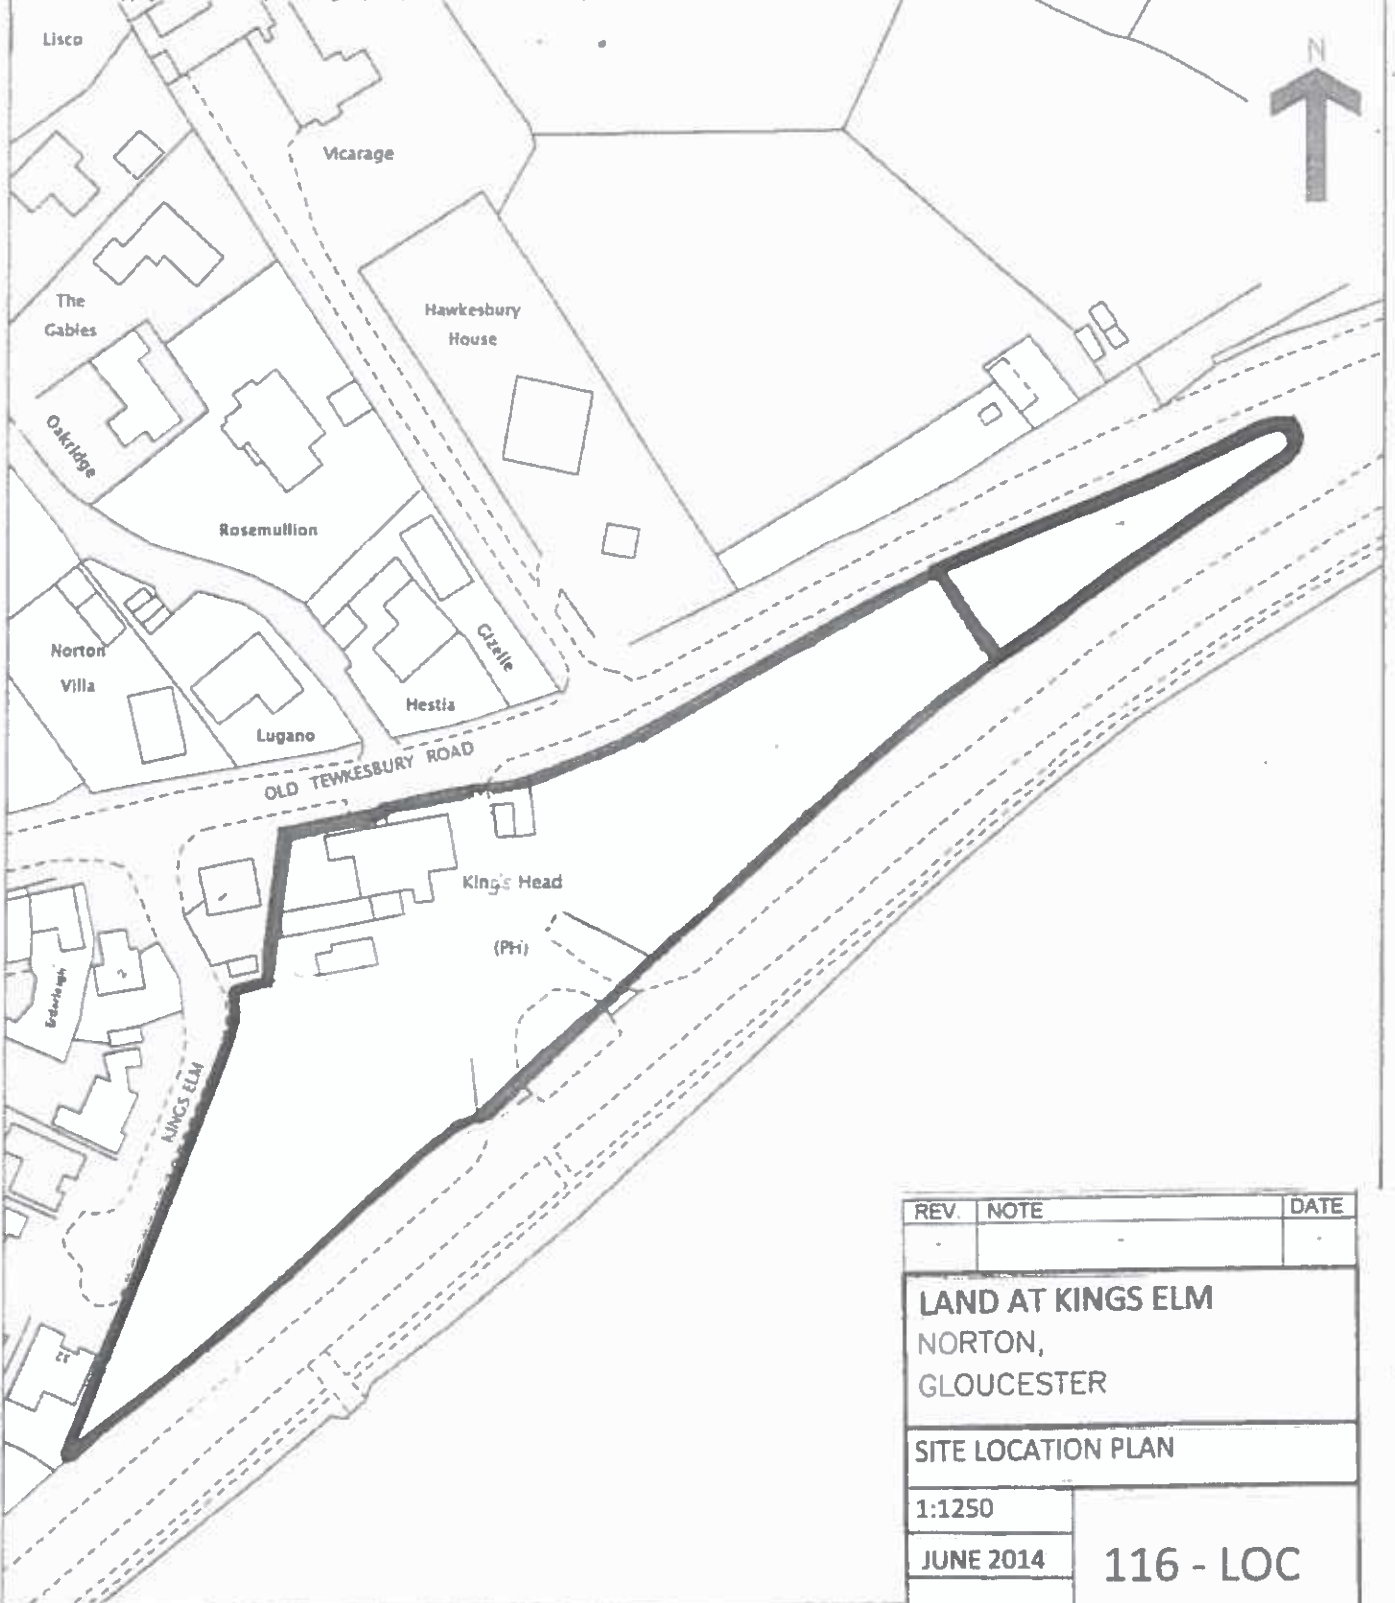 Lisco
N
Vicarage
The
Gables
Hawkesbury
House
Oakridge
Rosemullion
Gizelle
Norton
Villa
Hestia
Lugano
OLD TEWKESBURY ROAD
King's Head
(PH)
KINGS ELM
REV. NOTE DATE
- - -
LAND AT KINGS ELM
NORTON,
GLOUCESTER
SITE LOCATION PLAN
1:1250
JUNE 2014
116 - LOC